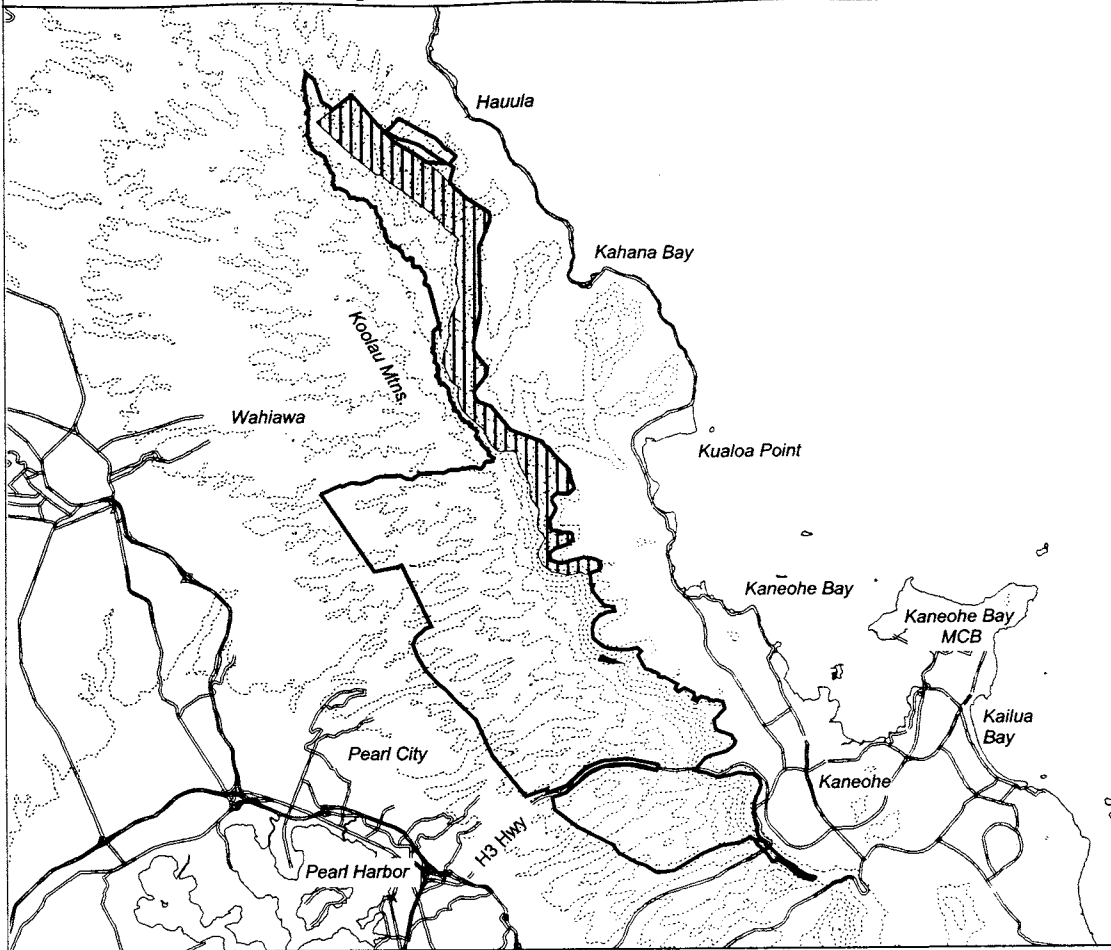 Hauula
Kahana Bay
Koolau Mtns.
Wahiawa
Kualoa Point
Kaneohe Bay
Kaneohe Bay
MCB
Kailua
Bay
Pearl City
Kaneohe
H3 Hwy
Pearl Harbor